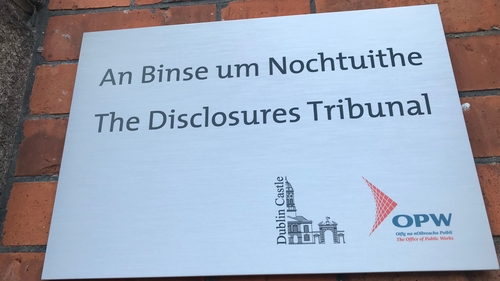 An Binse um Nochtuithe
The Disclosures Tribunal
Dublin Castle
OPW
Oifig na nOibreacha Poiblí
The Office of Public Works